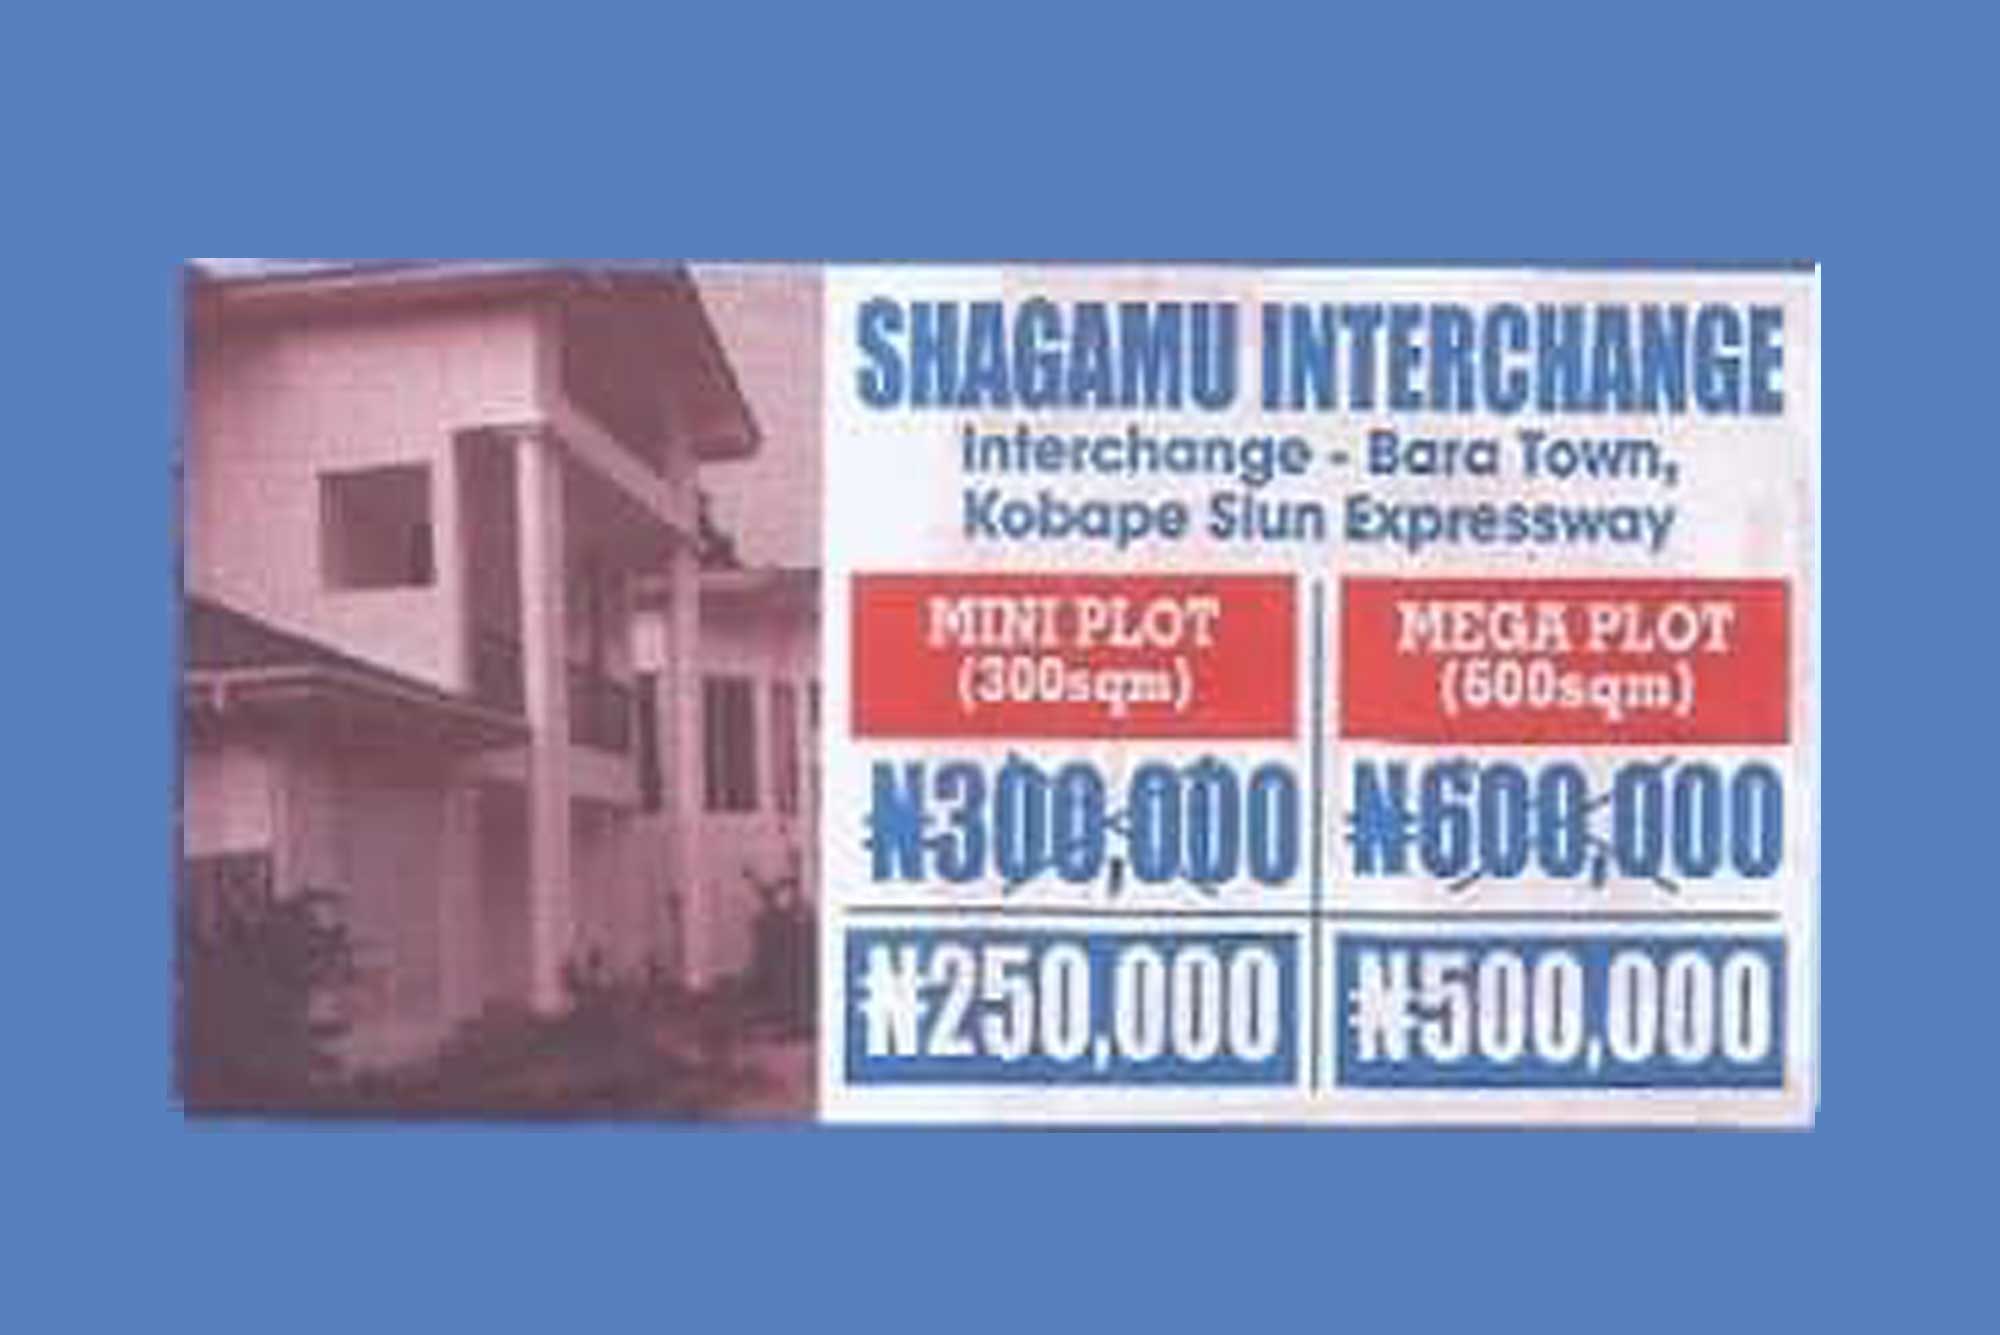 SHAGAMU INTERCHANGE
Interchange - Bara Town,
Kobape Siun Expressway
MINI PLOT
(300sqm)
MEGA PLOT
(600sqm)
₦300,000
₦600,000
₦250,000
₦500,000